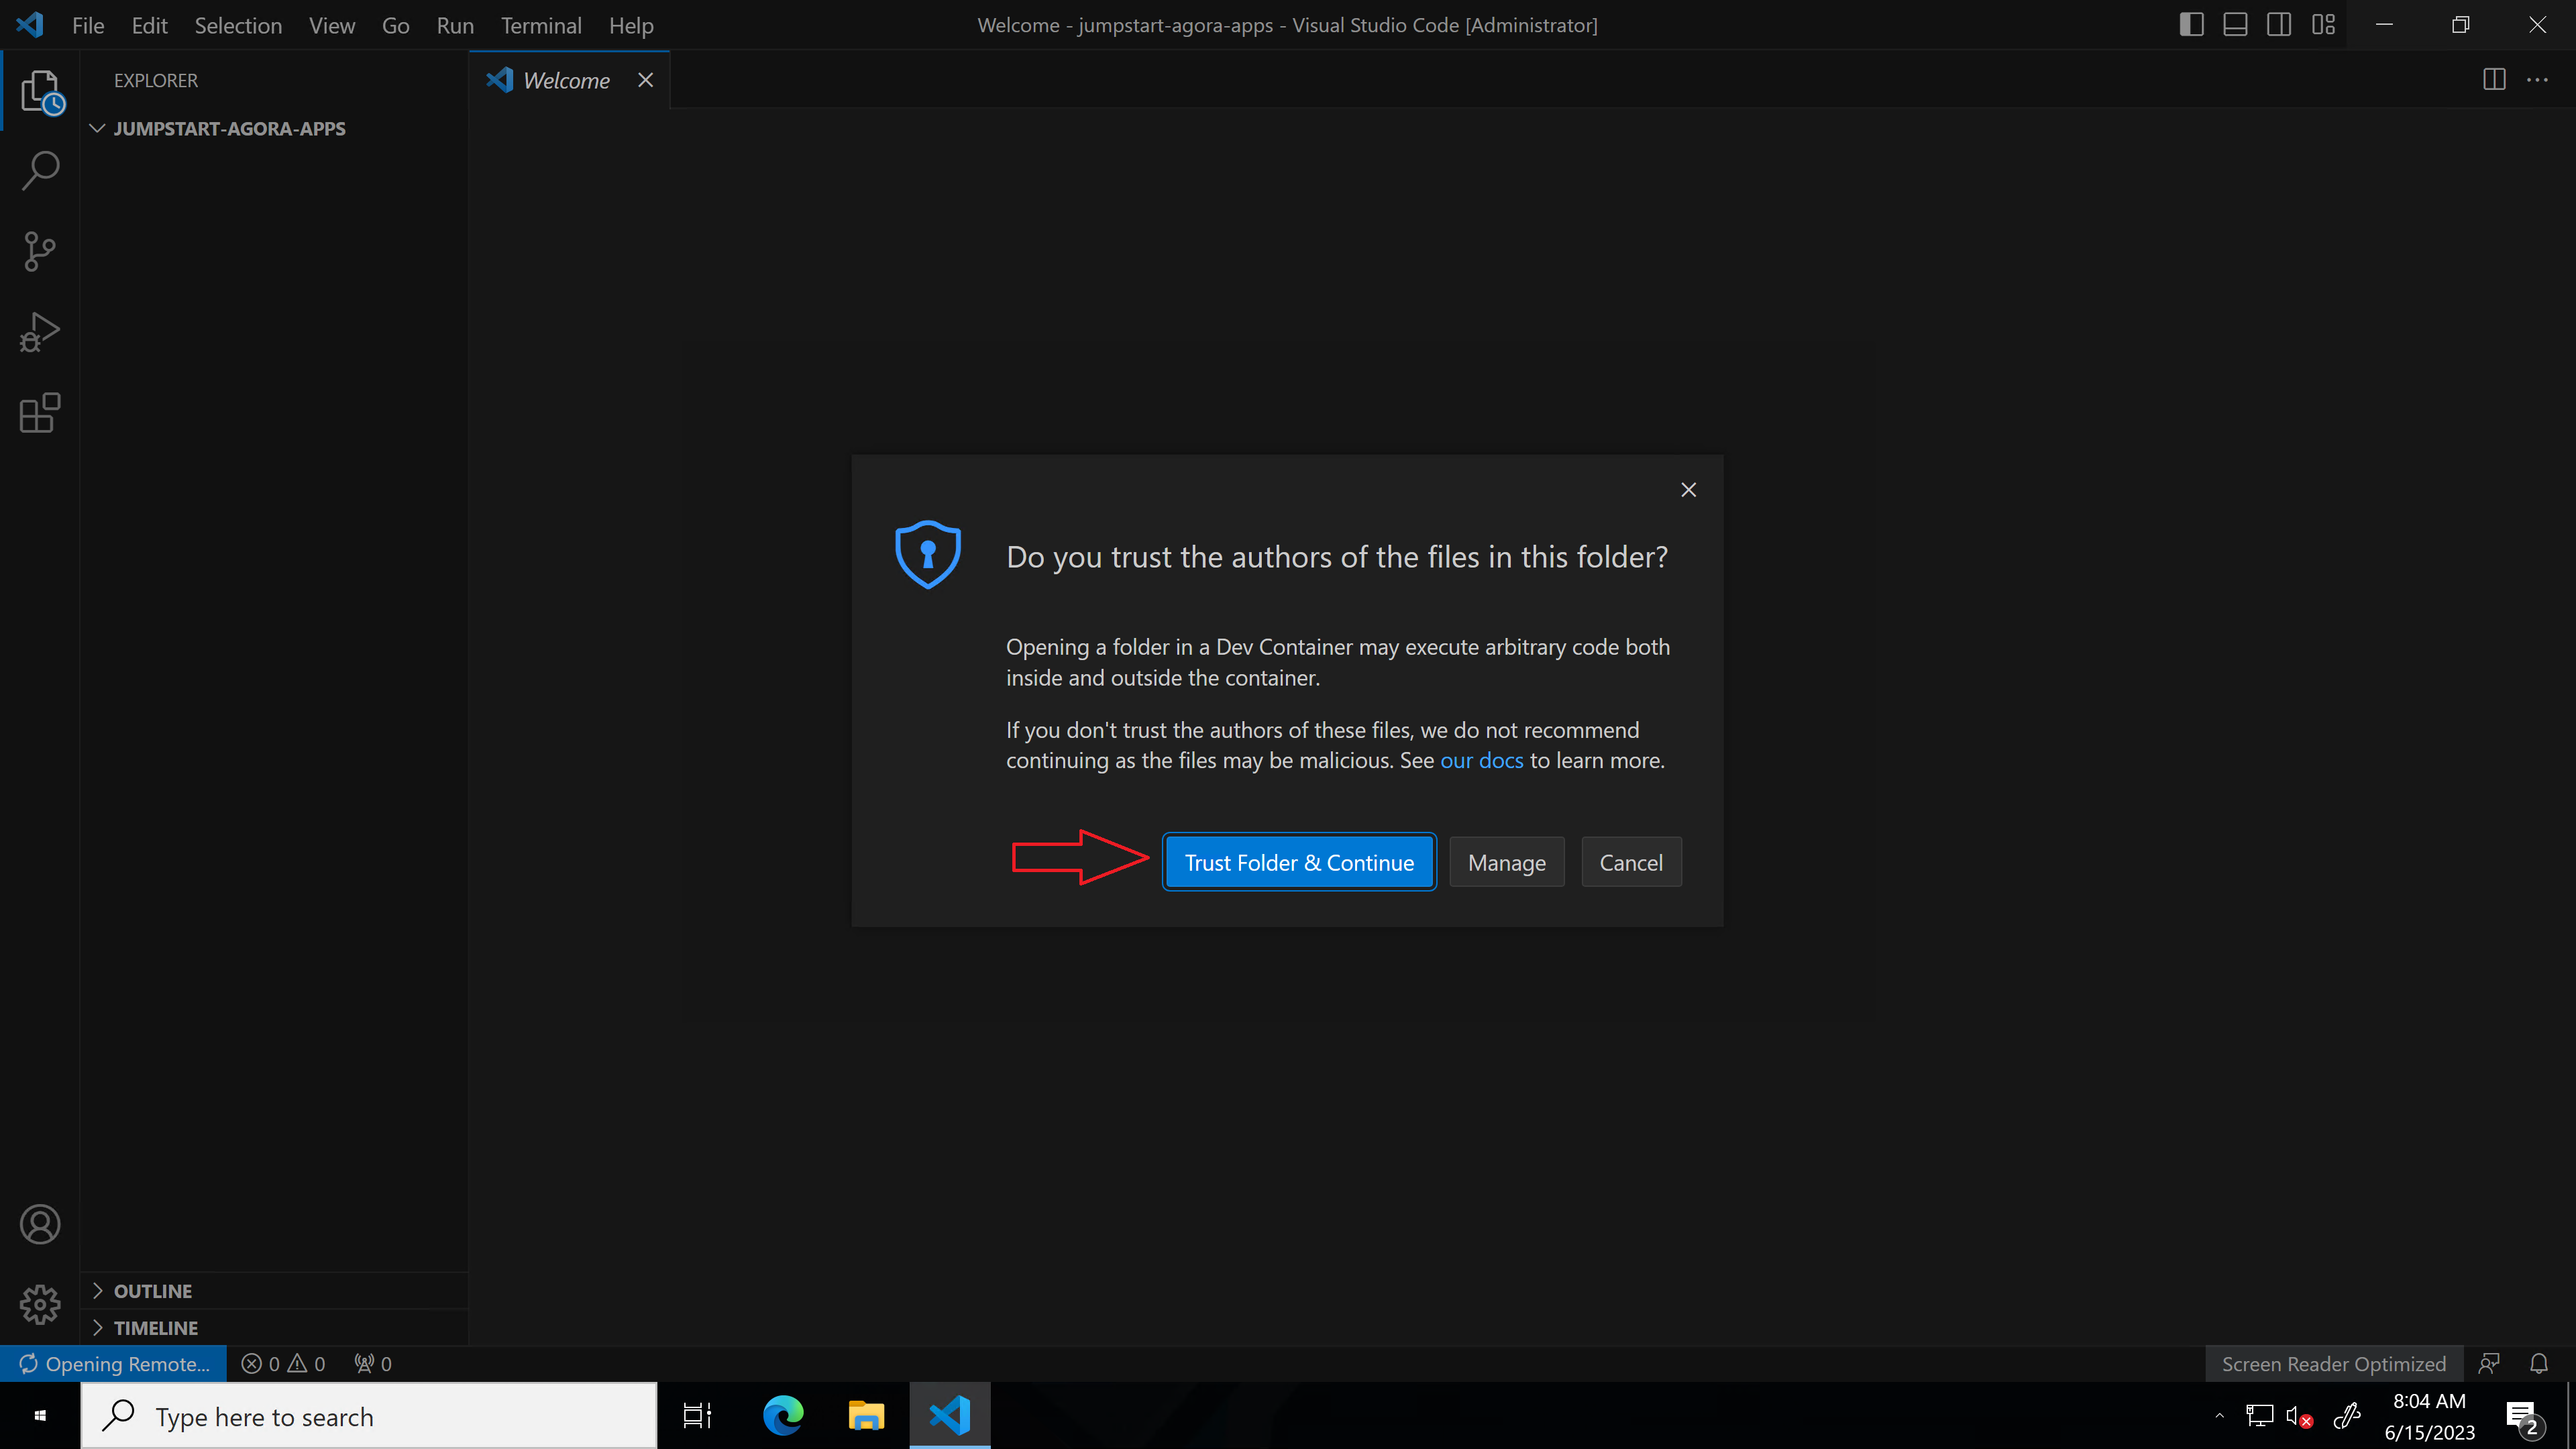 File Edit Selection View Go Run Terminal Help
Welcome - jumpstart-agora-apps - Visual Studio Code [Administrator]
EXPLORER
Welcome
JUMPSTART-AGORA-APPS
Do you trust the authors of the files in this folder?
Opening a folder in a Dev Container may execute arbitrary code both
inside and outside the container.
If you don't trust the authors of these files, we do not recommend
continuing as the files may be malicious. See our docs to learn more.
Trust Folder & Continue
Manage
Cancel
OUTLINE
TIMELINE
Opening Remote...
0
0
0
Screen Reader Optimized
Type here to search
8:04 AM
6/15/2023
2